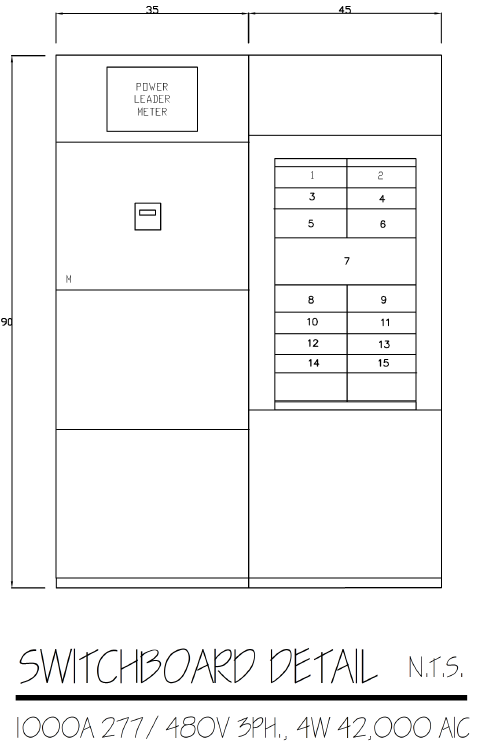 35 45
POWER
LEADER
METER
1 2
3 4
5 6
7
M
8 9
90
10 11
12 13
14 15
SWITCHBOARD DETAIL N.T.S.
1000A 277/480V 3PH., 4W 42,000 AIC